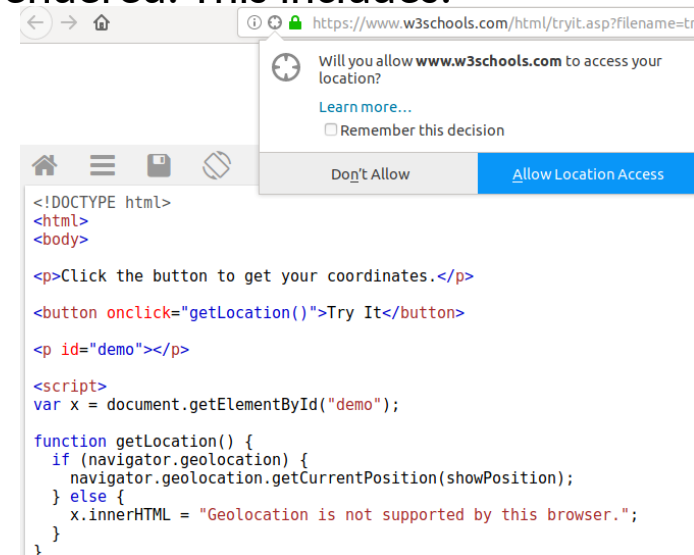 endered. This includes:
https://www.w3schools.com/html/tryit.asp?filename=tr
Will you allow www.w3schools.com to access your
location?
Learn more...
Remember this decision
Don't Allow
Allow Location Access
<!DOCTYPE html>
<html>
<body>
<p>Click the button to get your coordinates.</p>
<button onclick="getLocation()">Try It</button>
<p id="demo"></p>
<script>
var x = document.getElementById("demo");
function getLocation() {
  if (navigator.geolocation) {
    navigator.geolocation.getCurrentPosition(showPosition);
  } else {
    x.innerHTML = "Geolocation is not supported by this browser.";
  }
}